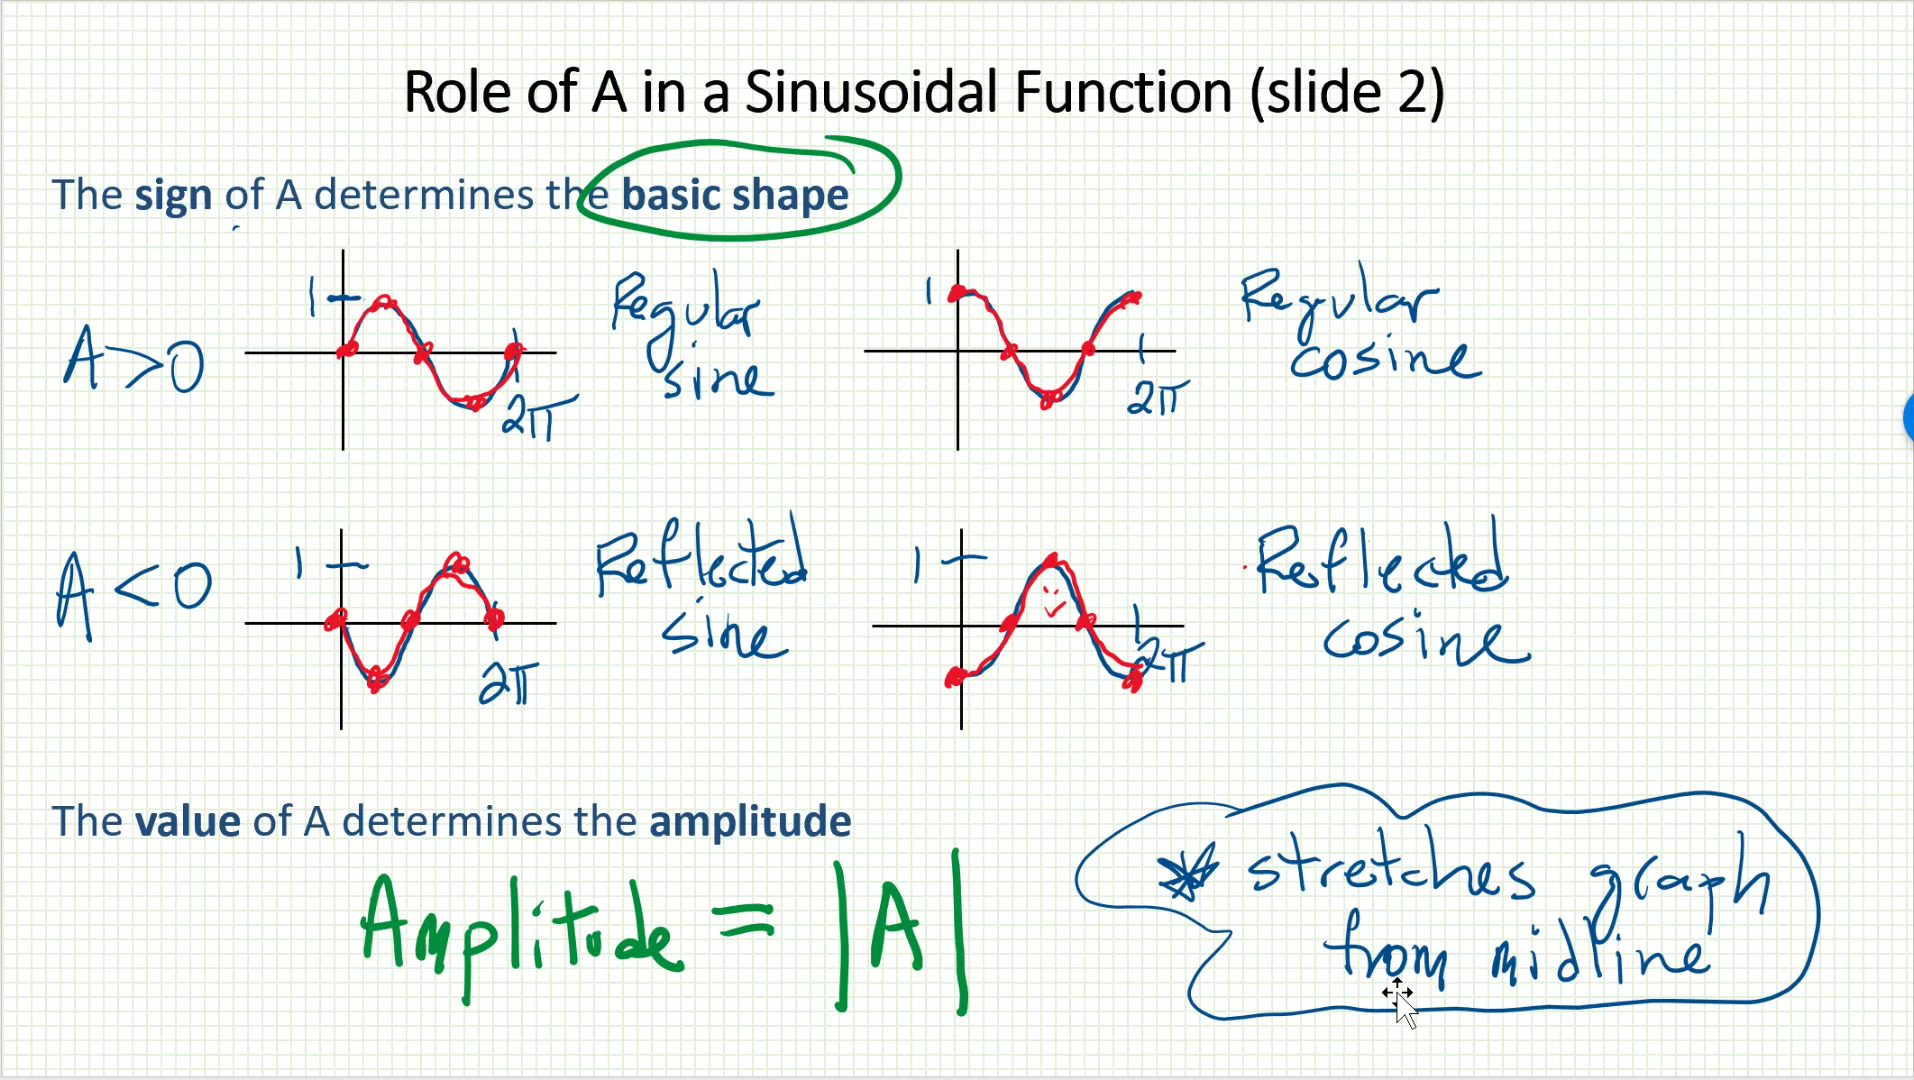 Role of A in a Sinusoidal Function (slide 2)
The sign of A determines the basic shape
A>0
1
2π
Regular
sine
1
2π
Regular
cosine
A<0
1
2π
Reflected
sine
1
2π
Reflected
cosine
The value of A determines the amplitude
Amplitude = |A|
* stretches graph
from midline